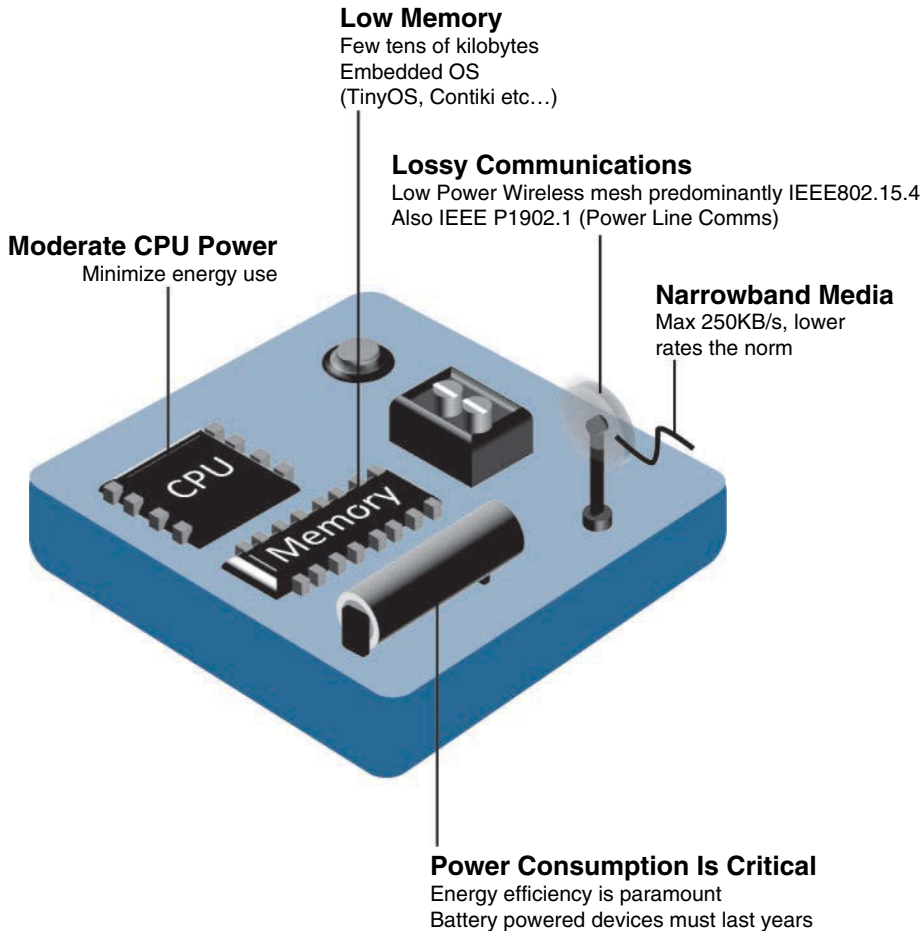 Low Memory
Few tens of kilobytes
Embedded OS
(TinyOS, Contiki etc…)
Lossy Communications
Low Power Wireless mesh predominantly IEEE802.15.4
Also IEEE P1902.1 (Power Line Comms)
Moderate CPU Power
Minimize energy use
Narrowband Media
Max 250KB/s, lower
rates the norm
CPU
Memory
Power Consumption Is Critical
Energy efficiency is paramount
Battery powered devices must last years